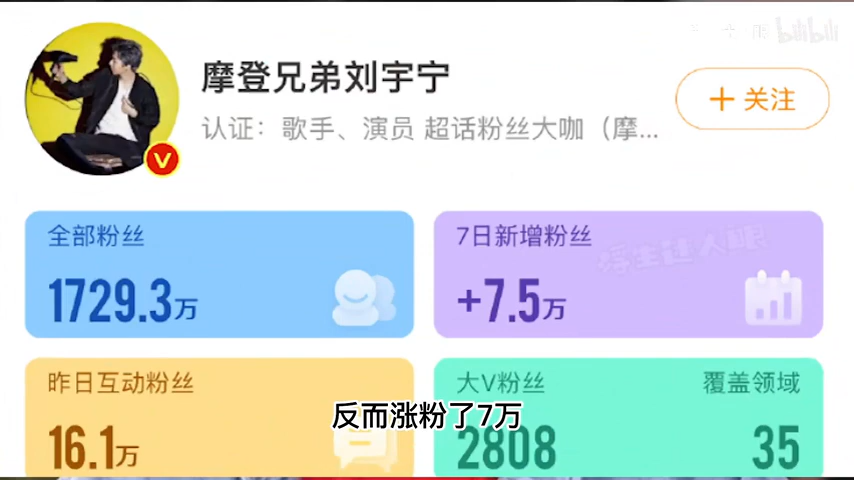 bilibili
摩登兄弟刘宇宁
认证：歌手、演员 超话粉丝大咖（摩...
＋ 关注
全部粉丝
1729.3万
7日新增粉丝
+7.5万
昨日互动粉丝
16.1万
大V粉丝
2808
覆盖领域
35
反而涨粉了7万